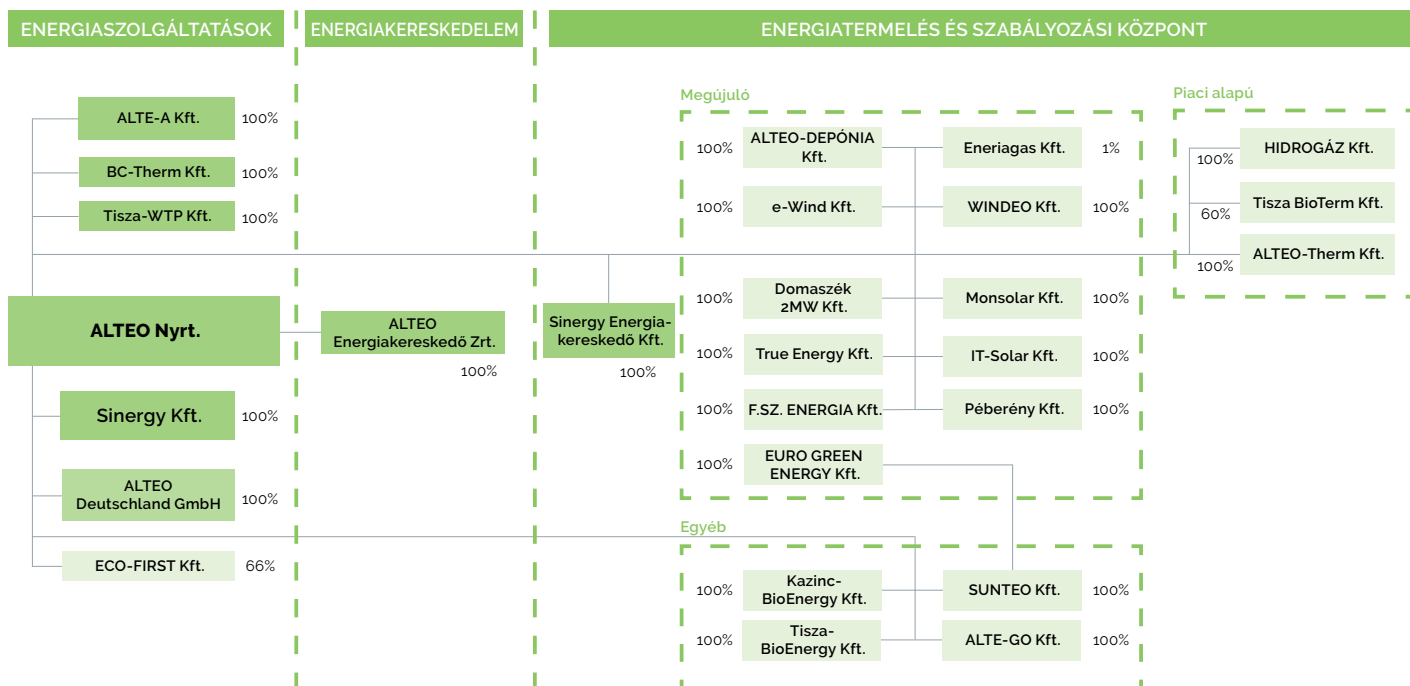 ENERGIASZOLGÁLTATÁSOK
ENERGIAKERESKEDELEM
ENERGIATERMELÉS ÉS SZABÁLYOZÁSI KÖZPONT
ALTE-A Kft. 100%
BC-Therm Kft. 100%
Tisza-WTP Kft. 100%
ALTEO Nyrt.
Sinergy Kft. 100%
ALTEO
Deutschland GmbH 100%
ECO-FIRST Kft. 66%
ALTEO
Energiakereskedő Zrt.
100%
Sinergy Energia-
kereskedő Kft.
100%
Megújuló
100% ALTEO-DEPÓNIA
Kft.
Eneriagas Kft. 1%
100% e-Wind Kft.
WINDEO Kft. 100%
100% Domaszék
2MW Kft.
Monsolar Kft. 100%
100% True Energy Kft.
IT-Solar Kft. 100%
100% F.SZ. ENERGIA Kft.
Péberény Kft. 100%
100% EURO GREEN
ENERGY Kft.
Egyéb
100% Kazinc-
BioEnergy Kft.
SUNTEO Kft. 100%
100% Tisza-
BioEnergy Kft.
ALTE-GO Kft. 100%
Piaci alapú
100% HIDROGÁZ Kft.
60% Tisza BioTerm Kft.
100% ALTEO-Therm Kft.